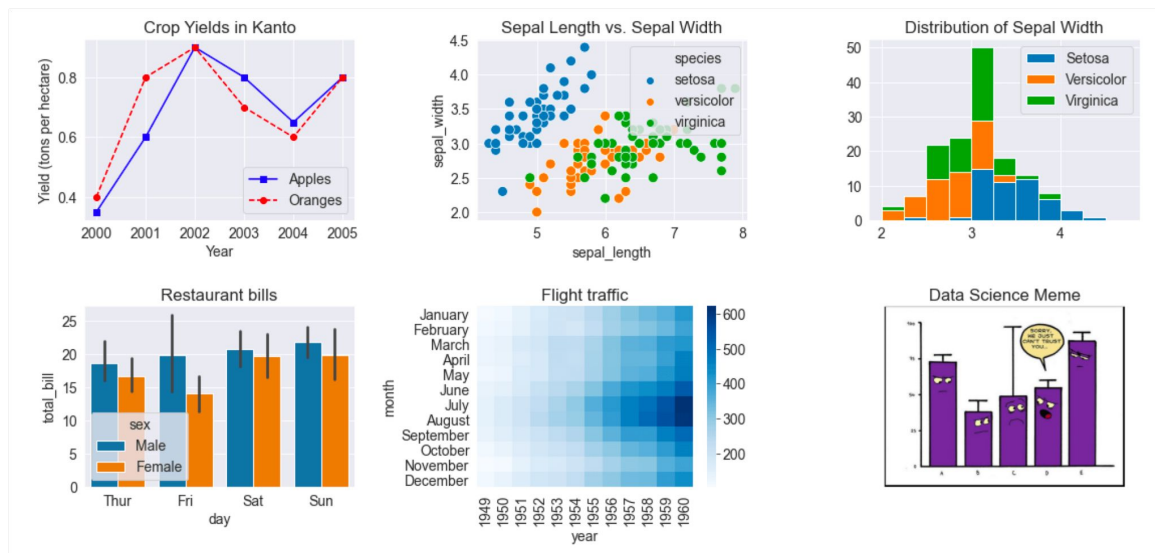 Crop Yields in Kanto
Yield (tons per hectare)
0.8
0.6
0.4
Apples
Oranges
2000 2001 2002 2003 2004 2005
Year
Sepal Length vs. Sepal Width
sepal_width
4.5
4.0
3.5
3.0
2.5
2.0
species
setosa
versicolor
virginica
5 6 7 8
sepal_length
Distribution of Sepal Width
50
40
30
20
10
0
Setosa
Versicolor
Virginica
2 3 4
Restaurant bills
total_bill
25
20
15
10
5
0
sex
Male
Female
Thur Fri Sat Sun
day
Flight traffic
month
January
February
March
April
May
June
July
August
September
October
November
December
1949 1950 1951 1952 1953 1954 1955 1956 1957 1958 1959 1960
year
600
500
400
300
200
Data Science Meme
SORRY,
WE JUST
CAN'T TRUST
YOU...
A B C D E